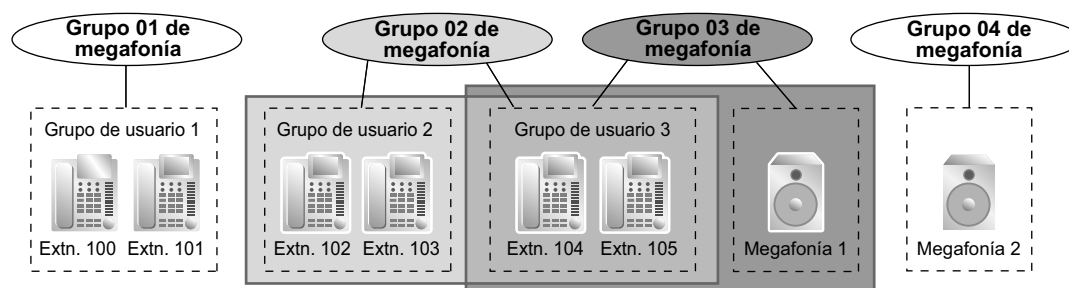 Grupo 01 de
megafonía
Grupo 02 de
megafonía
Grupo 03 de
megafonía
Grupo 04 de
megafonía
Grupo de usuario 1
Grupo de usuario 2
Grupo de usuario 3
Extn. 100
Extn. 101
Extn. 102
Extn. 103
Extn. 104
Extn. 105
Megafonía 1
Megafonía 2